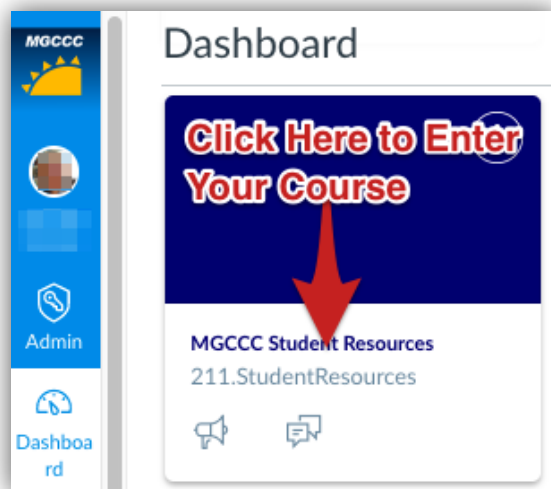 MGCCC
Admin
Dashboa
rd
Dashboard
Click Here to Enter
Your Course
MGCCC Student Resources
211.StudentResources